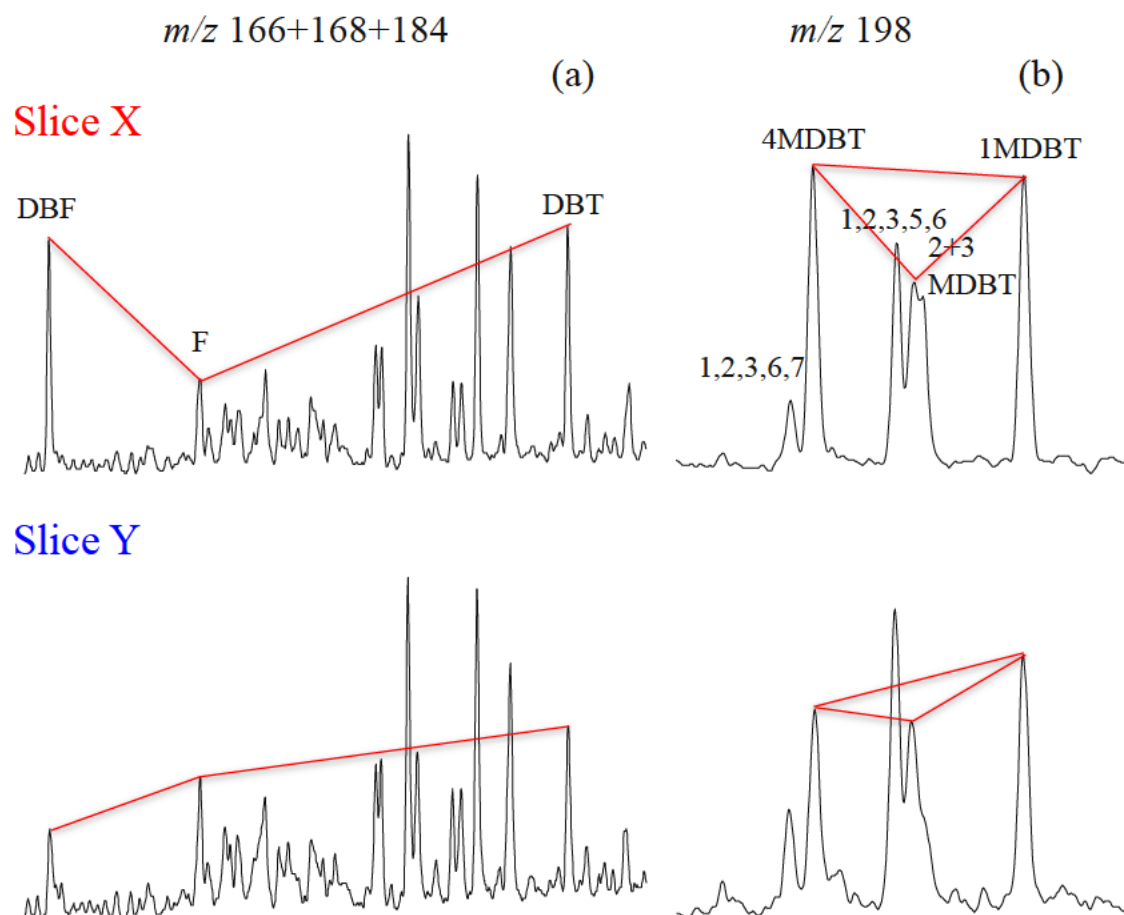 m/z 166+168+184
m/z 198
(a)
(b)
Slice X
DBF
F
DBT
4MDBT
1MDBT
1,2,3,5,6
2+3
MDBT
1,2,3,6,7
Slice Y